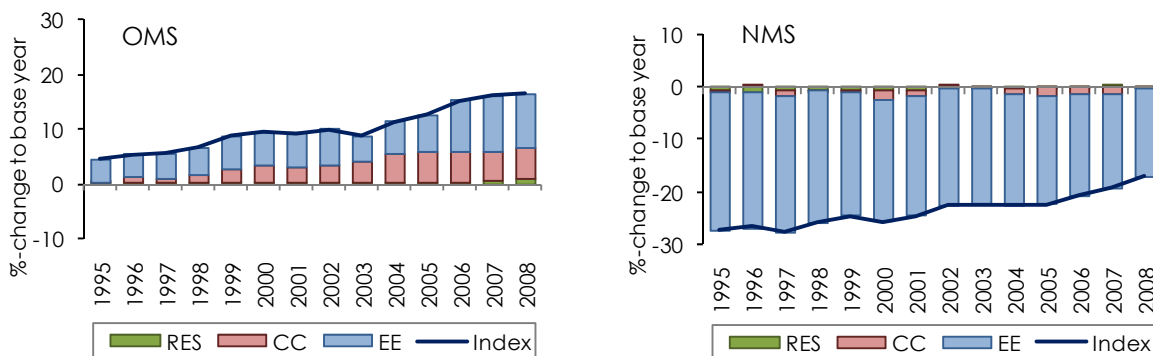 OMS
%-change to base year
30
20
10
0
-10
1995 1996 1997 1998 1999 2000 2001 2002 2003 2004 2005 2006 2007 2008
RES CC EE Index
NMS
%-change to base year
10
0
-10
-20
-30
1995 1996 1997 1998 1999 2000 2001 2002 2003 2004 2005 2006 2007 2008
RES CC EE Index